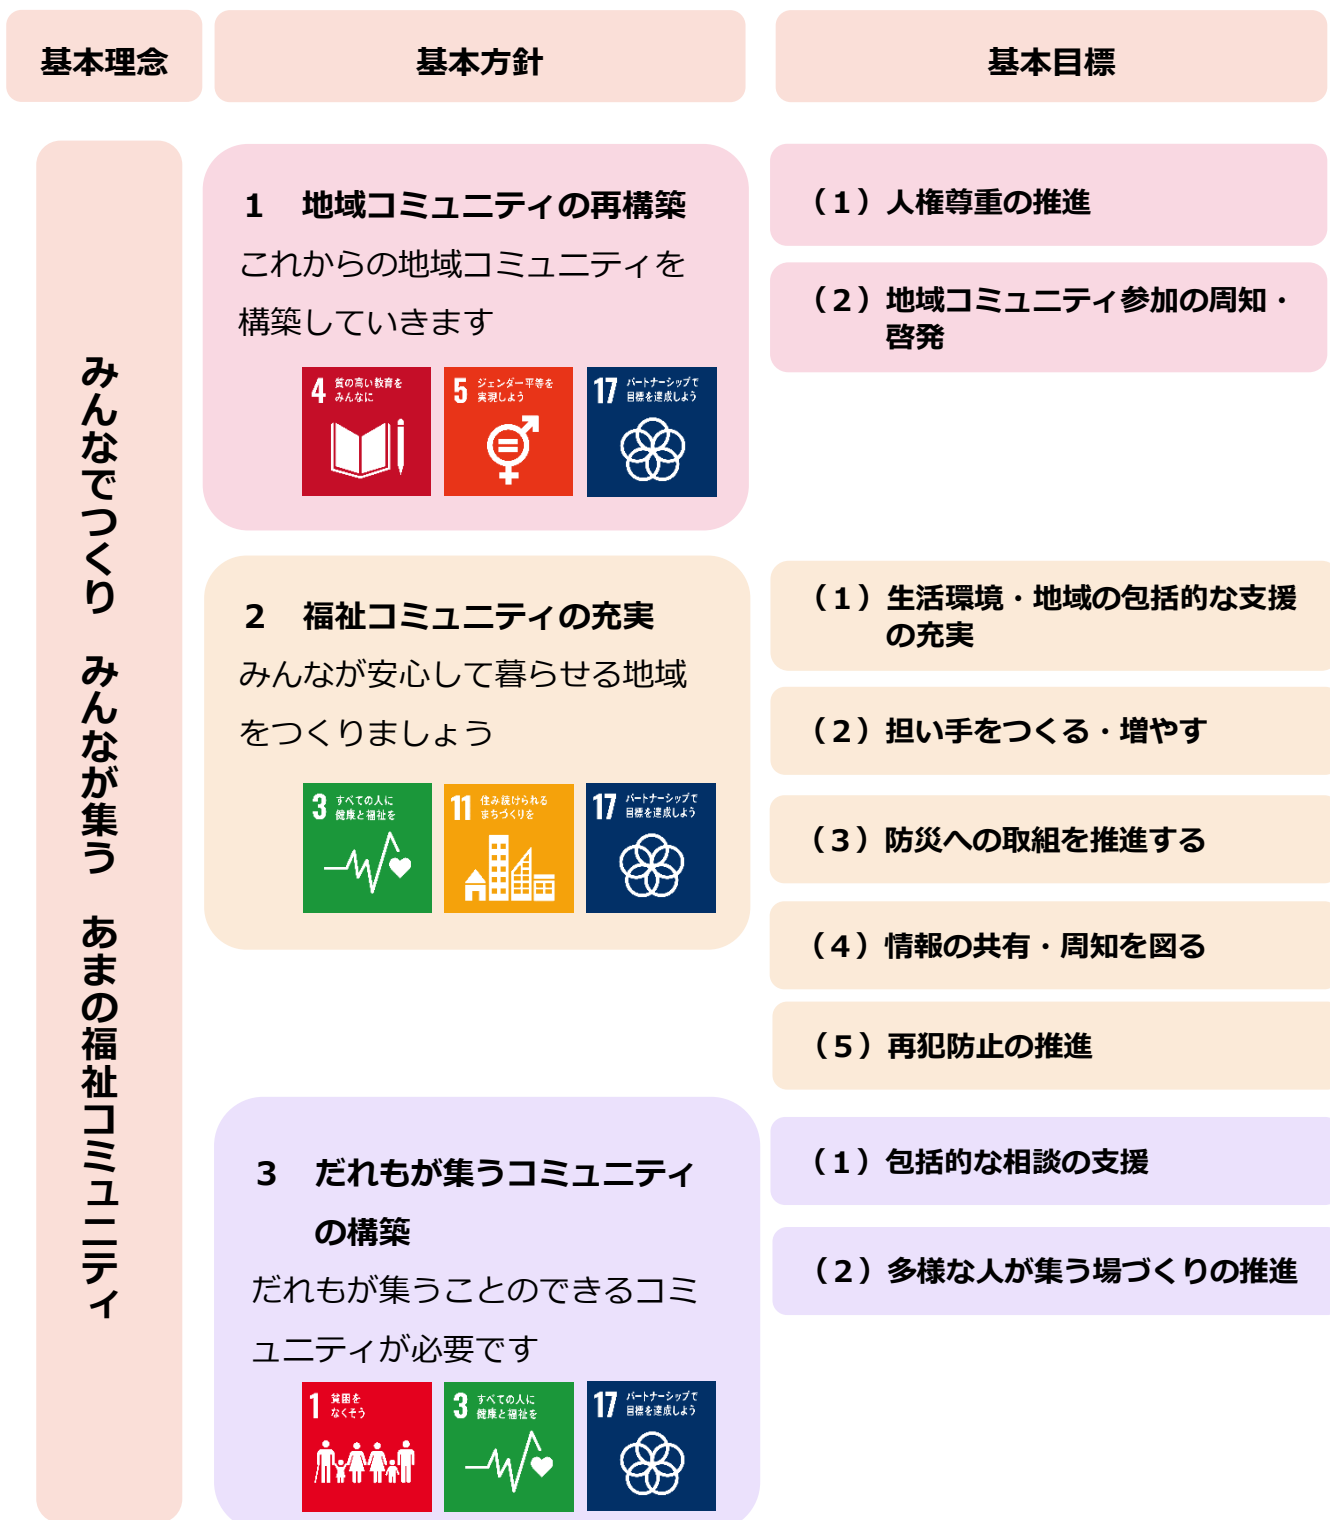 基本理念
基本方針
基本目標
みんなでつくり　みんなが集う　あまの福祉コミュニティ
1　地域コミュニティの再構築
これからの地域コミュニティを
構築していきます
4 質の高い教育を
みんなに
5 ジェンダー平等を
実現しよう
17 パートナーシップで
目標を達成しよう
（1）人権尊重の推進
（2）地域コミュニティ参加の周知・
啓発
2　福祉コミュニティの充実
みんなが安心して暮らせる地域
をつくりましょう
3 すべての人に
健康と福祉を
11 住み続けられる
まちづくりを
17 パートナーシップで
目標を達成しよう
（1）生活環境・地域の包括的な支援
の充実
（2）担い手をつくる・増やす
（3）防災への取組を推進する
（4）情報の共有・周知を図る
（5）再犯防止の推進
3　だれもが集うコミュニティ
の構築
だれもが集うことのできるコミ
ュニティが必要です
1 貧困を
なくそう
3 すべての人に
健康と福祉を
17 パートナーシップで
目標を達成しよう
（1）包括的な相談の支援
（2）多様な人が集う場づくりの推進